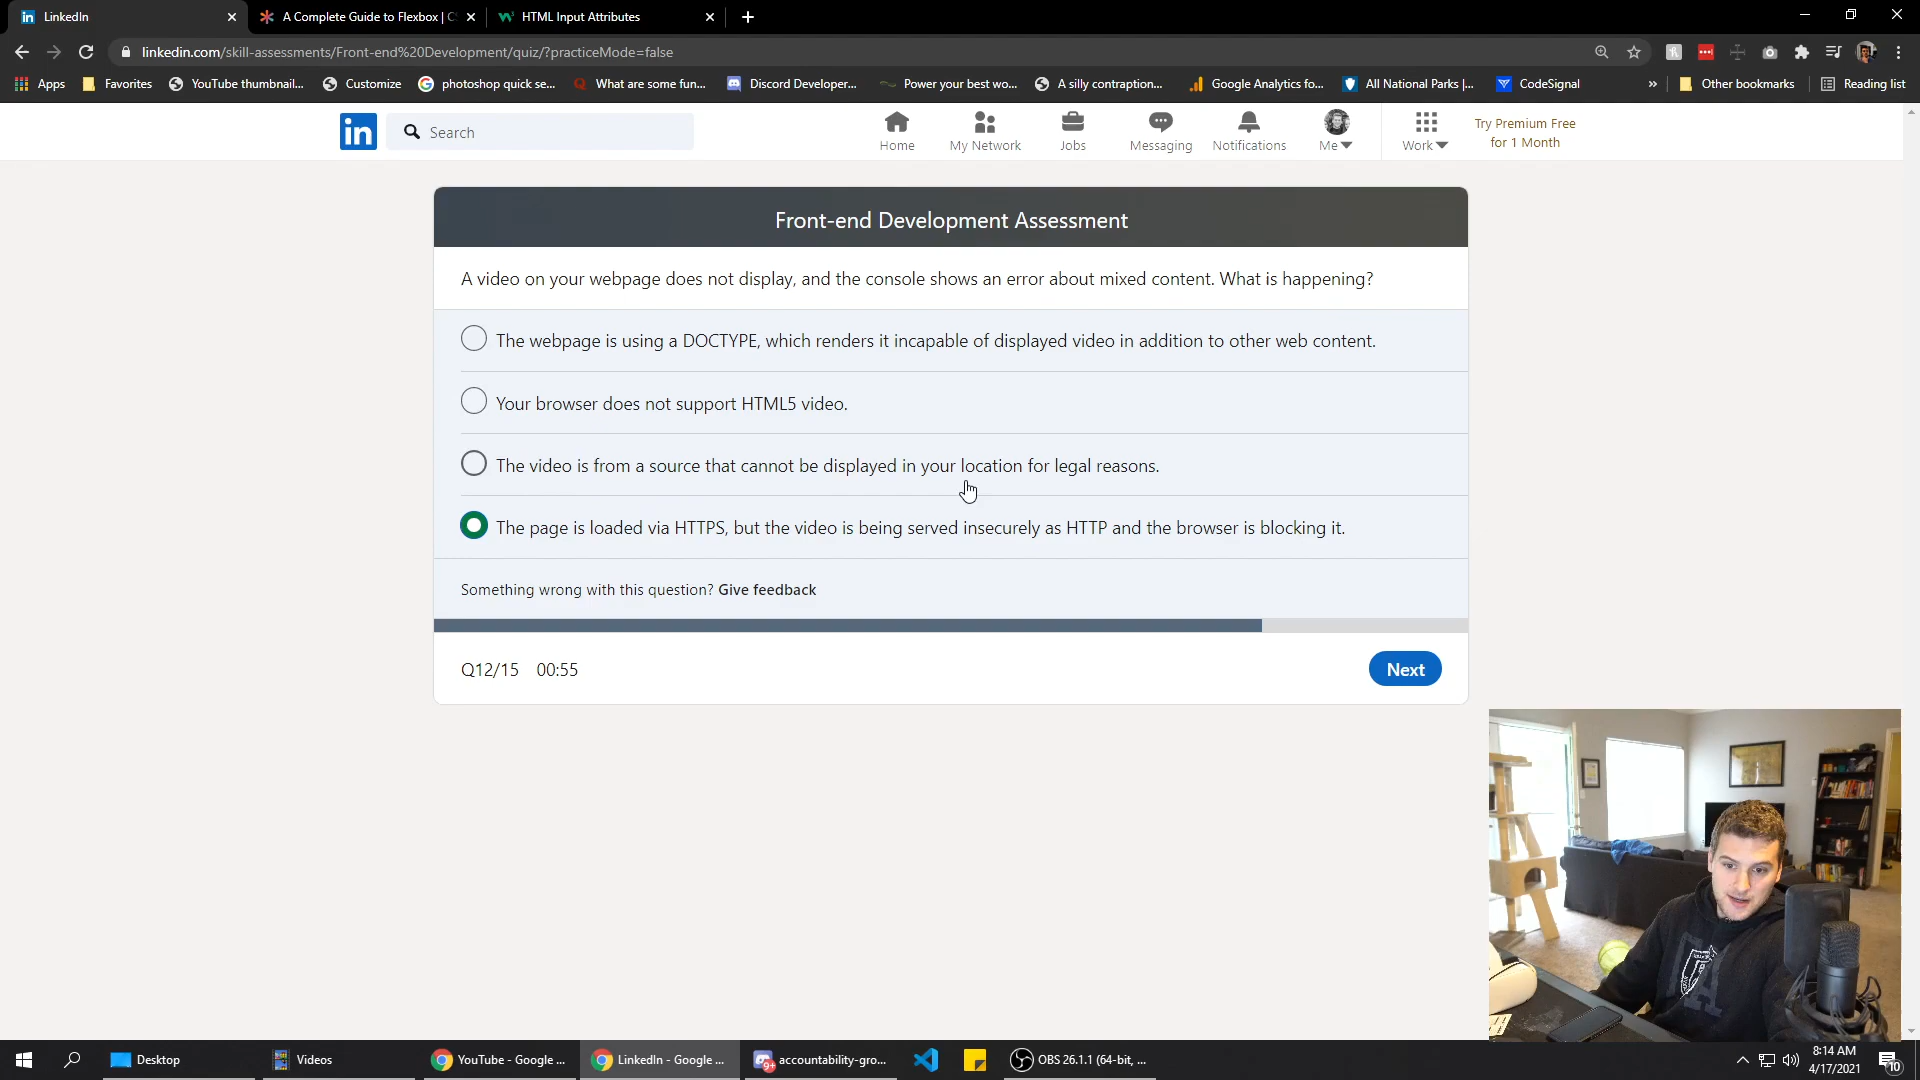 LinkedIn
A Complete Guide to Flexbox | C
HTML Input Attributes
linkedin.com/skill-assessments/Front-end%20Development/quiz/?practiceMode=false
Apps
Favorites
YouTube thumbnail...
Customize
photoshop quick se...
What are some fun...
Discord Developer...
Power your best wo...
A silly contraption...
Google Analytics fo...
All National Parks |...
CodeSignal
»
Other bookmarks
Reading list
in
Search
Home
My Network
Jobs
Messaging
Notifications
Me
Work
Try Premium Free
for 1 Month
Front-end Development Assessment
A video on your webpage does not display, and the console shows an error about mixed content. What is happening?
The webpage is using a DOCTYPE, which renders it incapable of displayed video in addition to other web content.
Your browser does not support HTML5 video.
The video is from a source that cannot be displayed in your location for legal reasons.
The page is loaded via HTTPS, but the video is being served insecurely as HTTP and the browser is blocking it.
Something wrong with this question? Give feedback
Q12/15 00:55
Next
Desktop
Videos
YouTube - Google ...
LinkedIn - Google ...
accountability-gro...
OBS 26.1.1 (64-bit, ...
8:14 AM
4/17/2021
10